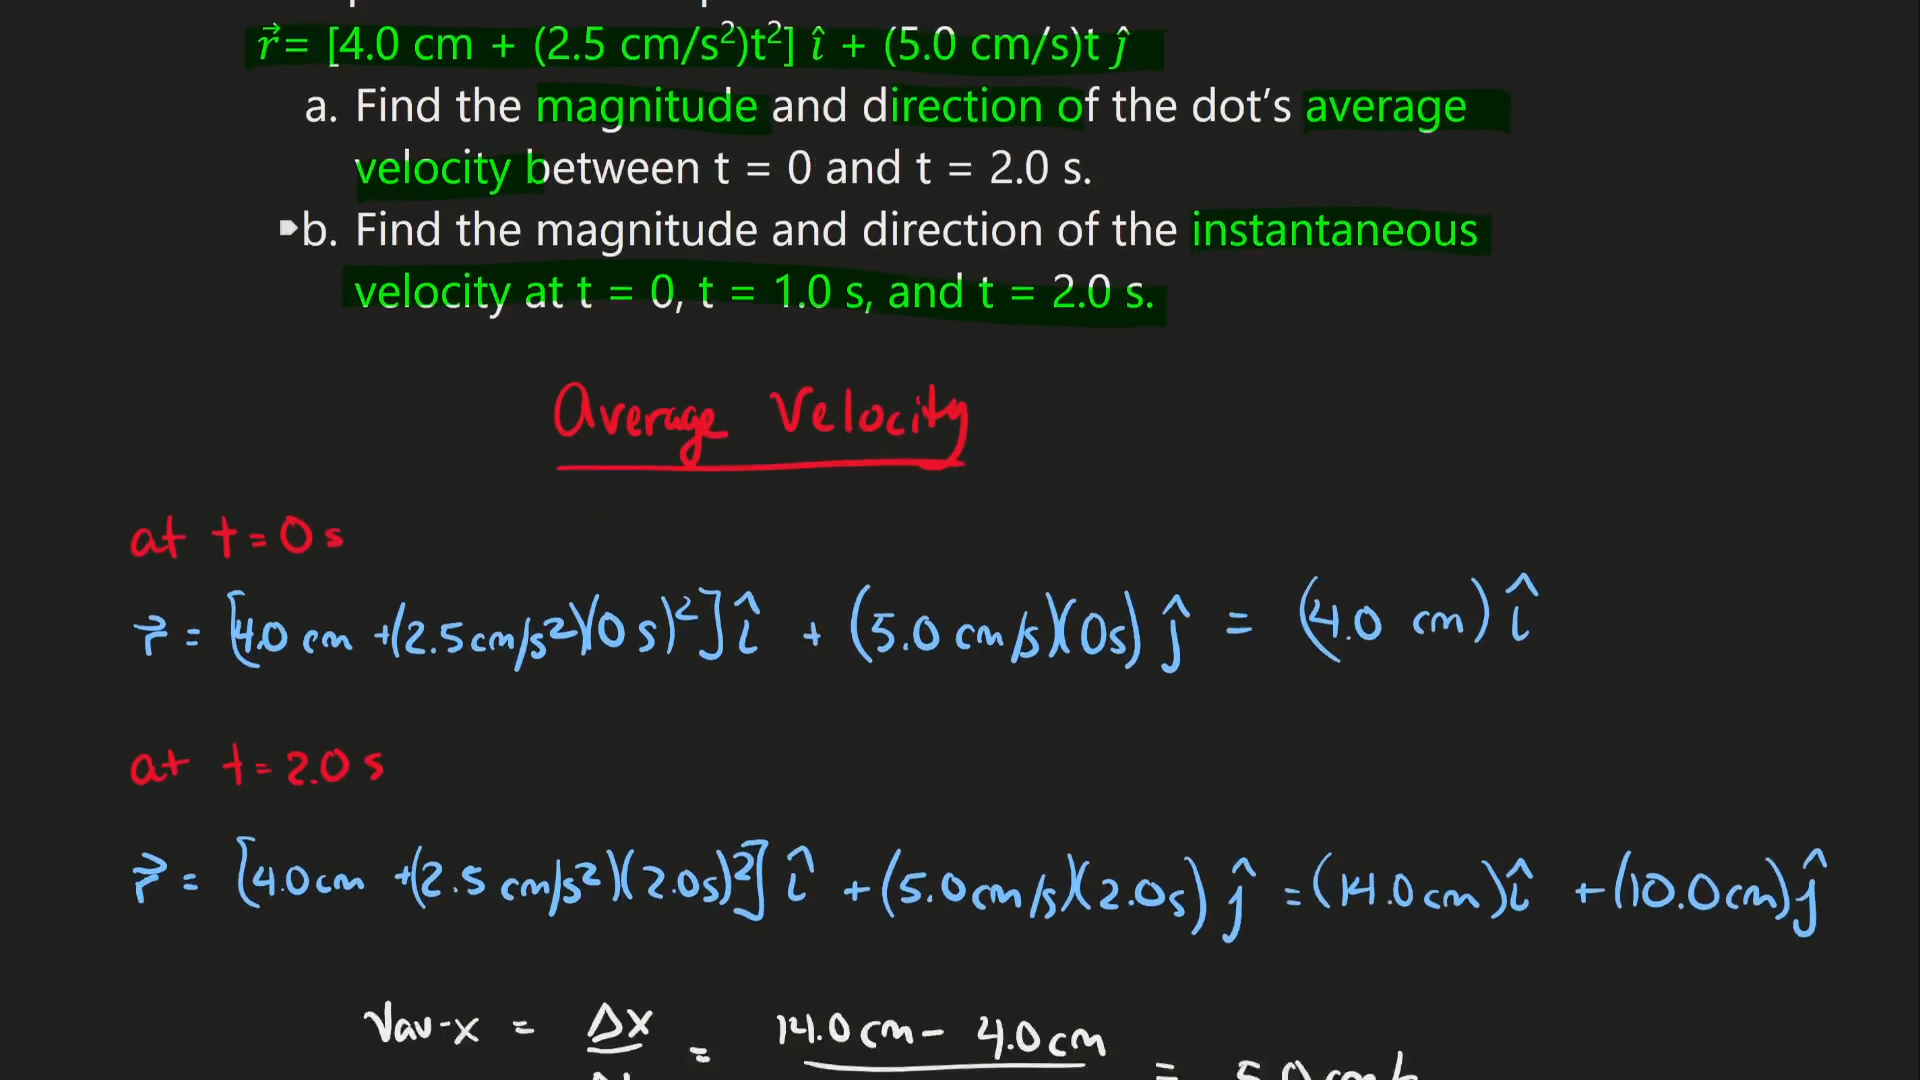 r⃗ = [4.0 cm + (2.5 cm/s²)t²] î + (5.0 cm/s)t ĵ
a. Find the magnitude and direction of the dot’s average
velocity between t = 0 and t = 2.0 s.
b. Find the magnitude and direction of the instantaneous
velocity at t = 0, t = 1.0 s, and t = 2.0 s.
Average Velocity
at t = 0 s
r⃗ = [4.0 cm + (2.5 cm/s²)(0 s)²] î + (5.0 cm/s)(0s) ĵ = (4.0 cm) î
at t = 2.0 s
r⃗ = [4.0 cm + (2.5 cm/s²)(2.0s)²] î + (5.0 cm/s)(2.0s) ĵ = (14.0 cm) î + (10.0 cm) ĵ
Vav-x = Δx = 14.0 cm - 4.0 cm =